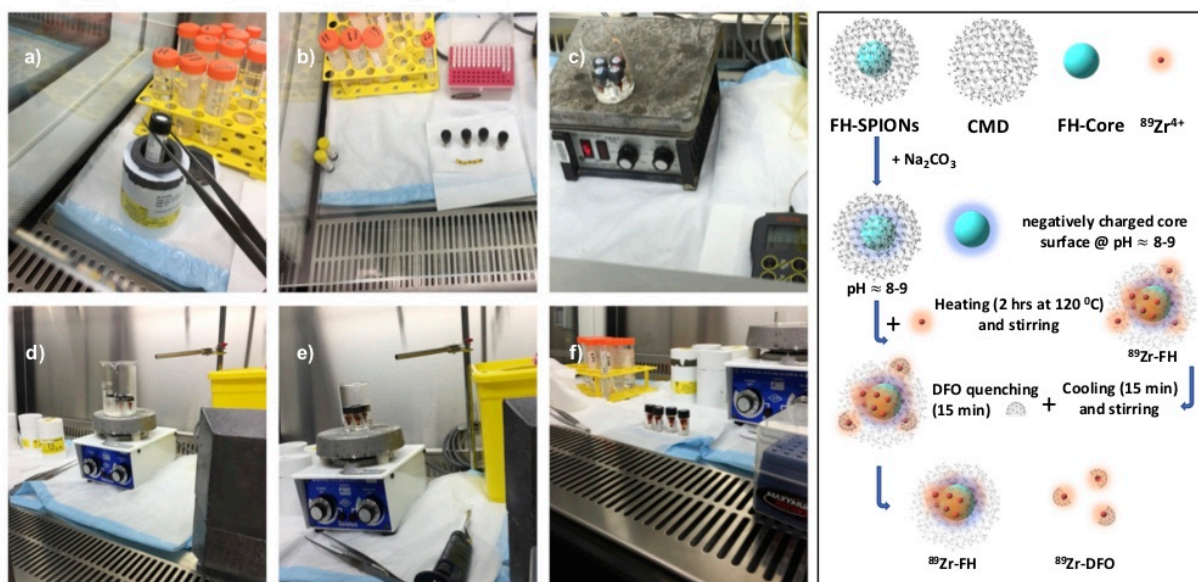 a)
b)
c)
d)
e)
f)
FH-SPIONs
CMD
FH-Core
⁸⁹Zr⁴⁺
+ Na₂CO₃
negatively charged core
surface @ pH ≈ 8-9
pH ≈ 8-9
+
Heating (2 hrs at 120 ⁰C)
and stirring
⁸⁹Zr-FH
DFO quenching
(15 min)
+
Cooling (15 min)
and stirring
⁸⁹Zr-FH
⁸⁹Zr-DFO